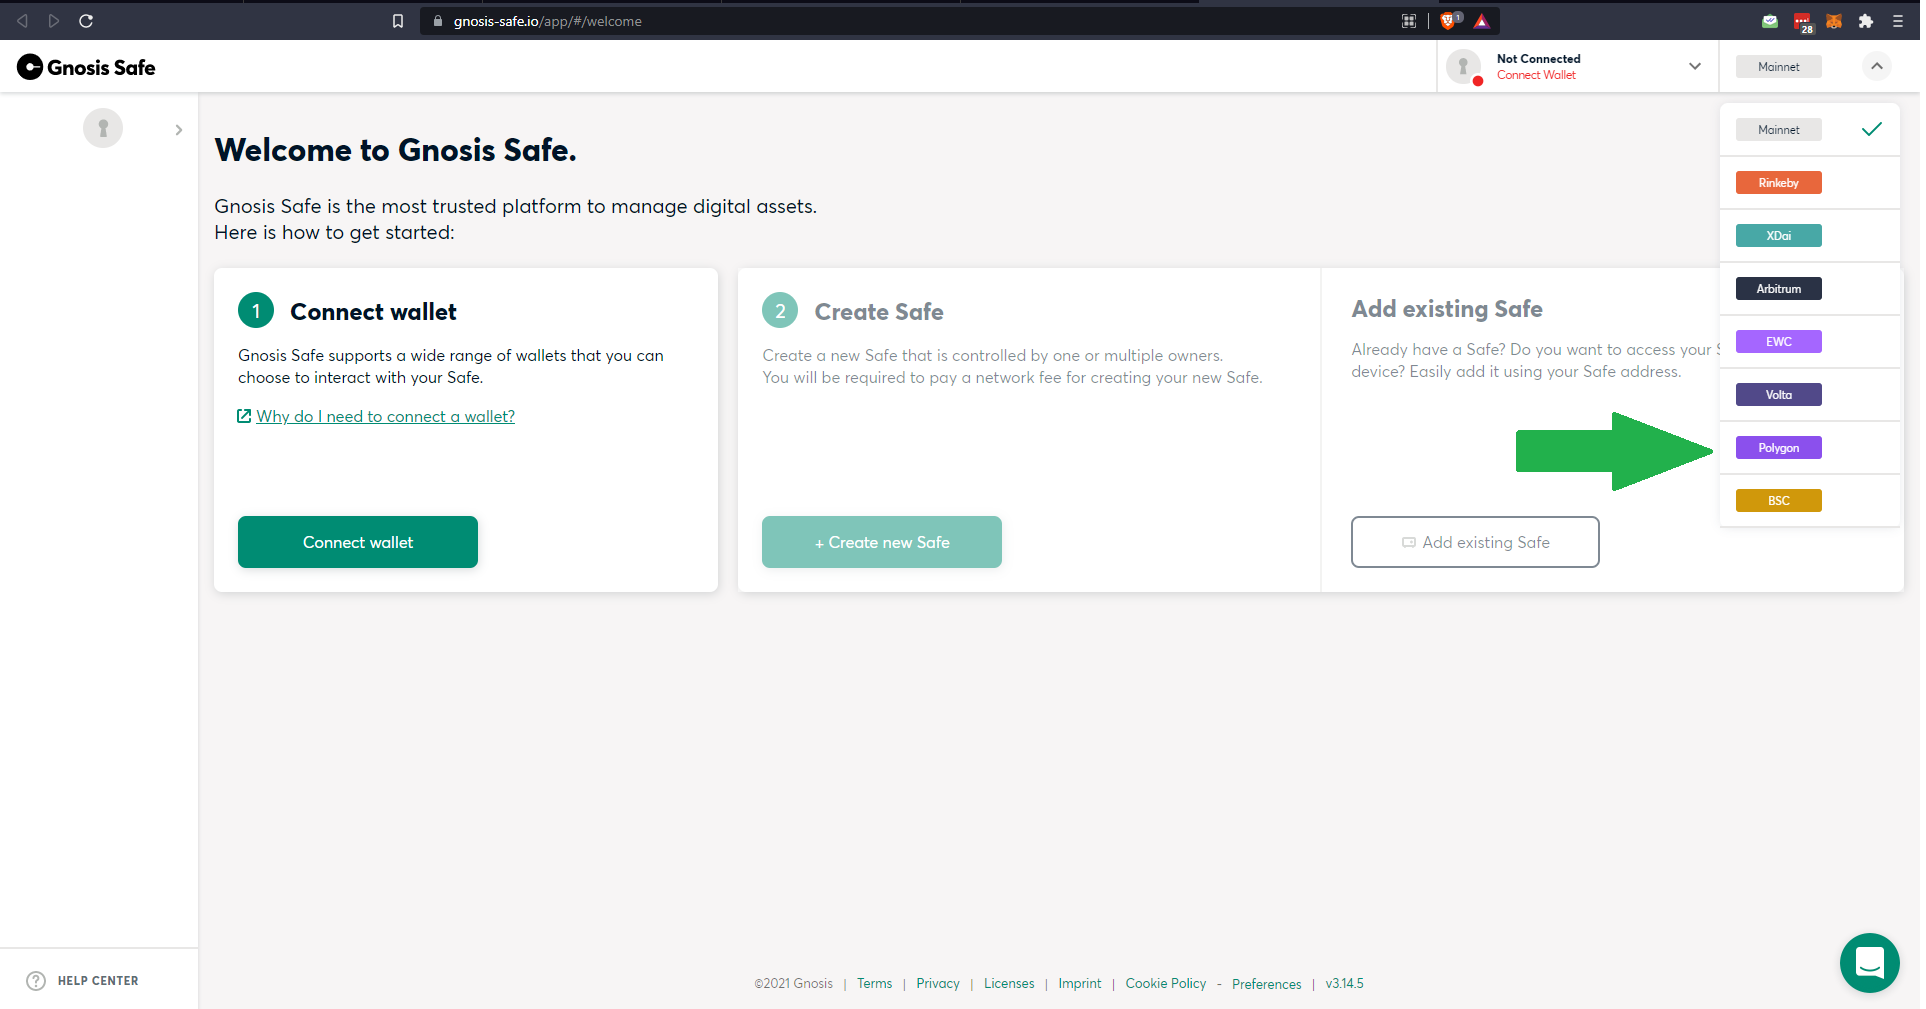 gnosis-safe.io/app/#/welcome
1
28
Gnosis Safe
Not Connected
Connect Wallet
Mainnet
Mainnet
Rinkeby
XDai
Arbitrum
EWC
Volta
Polygon
BSC
Welcome to Gnosis Safe.
Gnosis Safe is the most trusted platform to manage digital assets.
Here is how to get started:
1 Connect wallet
Gnosis Safe supports a wide range of wallets that you can
choose to interact with your Safe.
Why do I need to connect a wallet?
Connect wallet
2 Create Safe
Create a new Safe that is controlled by one or multiple owners.
You will be required to pay a network fee for creating your new Safe.
+ Create new Safe
Add existing Safe
Already have a Safe? Do you want to access your S
device? Easily add it using your Safe address.
Add existing Safe
? HELP CENTER
©2021 Gnosis | Terms | Privacy | Licenses | Imprint | Cookie Policy - Preferences | v3.14.5